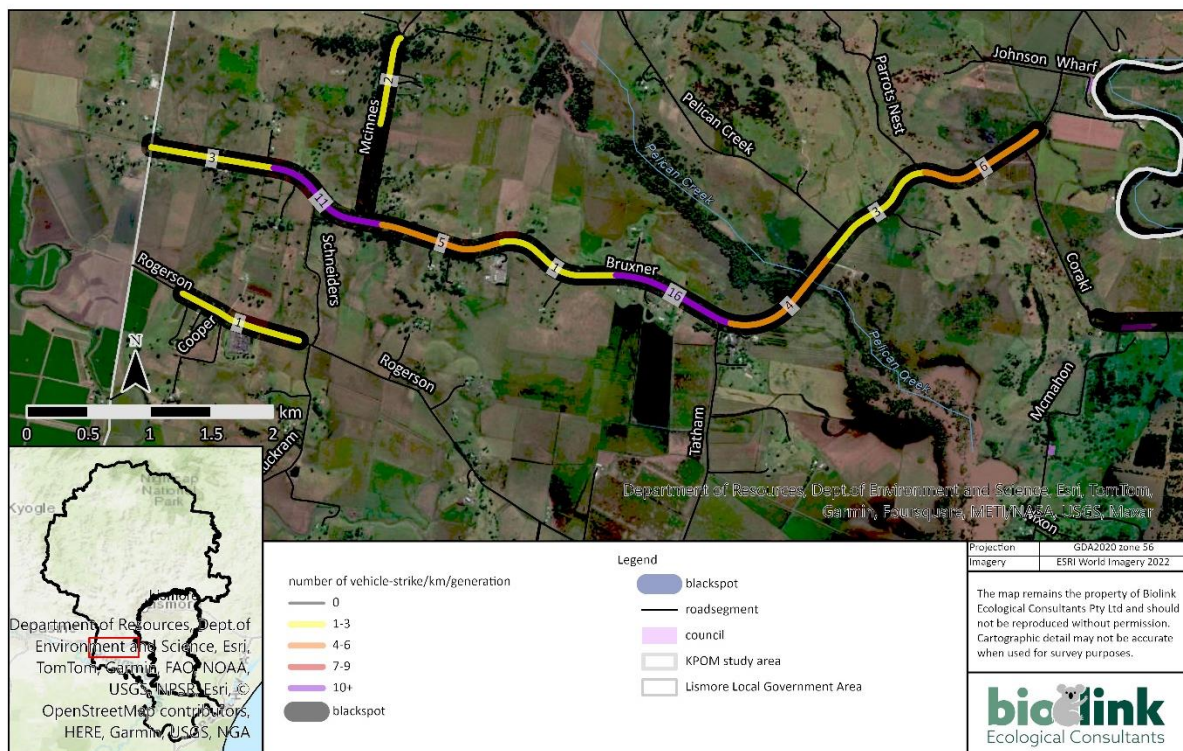 Johnson Wharf
Parrots Nest
Pelican Creek
Pelican Creek
Mcinnes
2
3
11
5
1
Bruxner
16
4
3
6
Schneiders
Rogerson
Cooper
1
Rogerson
Coraki
Pelican Creek
Mcmahon
Tatham
N
km
0 0.5 1 1.5 2
Department of Resources, Dept.of Environment and Science, Esri, TomTom,
Garmin, Foursquare, METI/NASA, USGS, Maxar
Kyogle
Nightcap
National
Park
Lismore
Department of Resources, Dept.of
Environment and Science, Esri,
TomTom, Garmin, FAO, NOAA,
USGS, NPSR, Esri, ©
OpenStreetMap contributors,
HERE, Garmin, USGS, NGA
number of vehicle-strike/km/generation
0
1-3
4-6
7-9
10+
blackspot
Legend
blackspot
roadsegment
council
KPOM study area
Lismore Local Government Area
Projection GDA2020 zone 56
Imagery ESRI World Imagery 2022
The map remains the property of Biolink
Ecological Consultants Pty Ltd and should
not be reproduced without permission.
Cartographic detail may not be accurate
when used for survey purposes.
biolink
Ecological Consultants